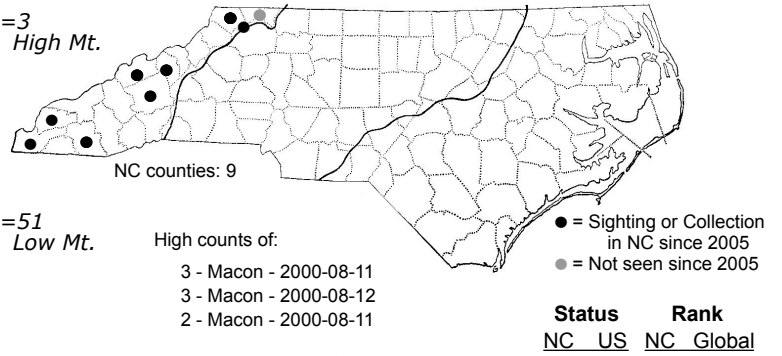 =3
High Mt.
NC counties: 9
=51
Low Mt.
High counts of:
3 - Macon - 2000-08-11
3 - Macon - 2000-08-12
2 - Macon - 2000-08-11
= Sighting or Collection
in NC since 2005
= Not seen since 2005
Status Rank
NC US NC Global